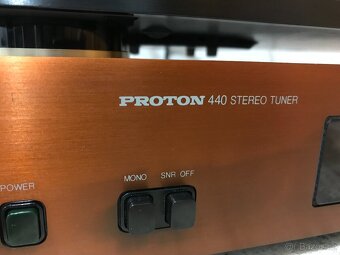 PROTON 440 STEREO TUNER
MONO SNR OFF
POWER